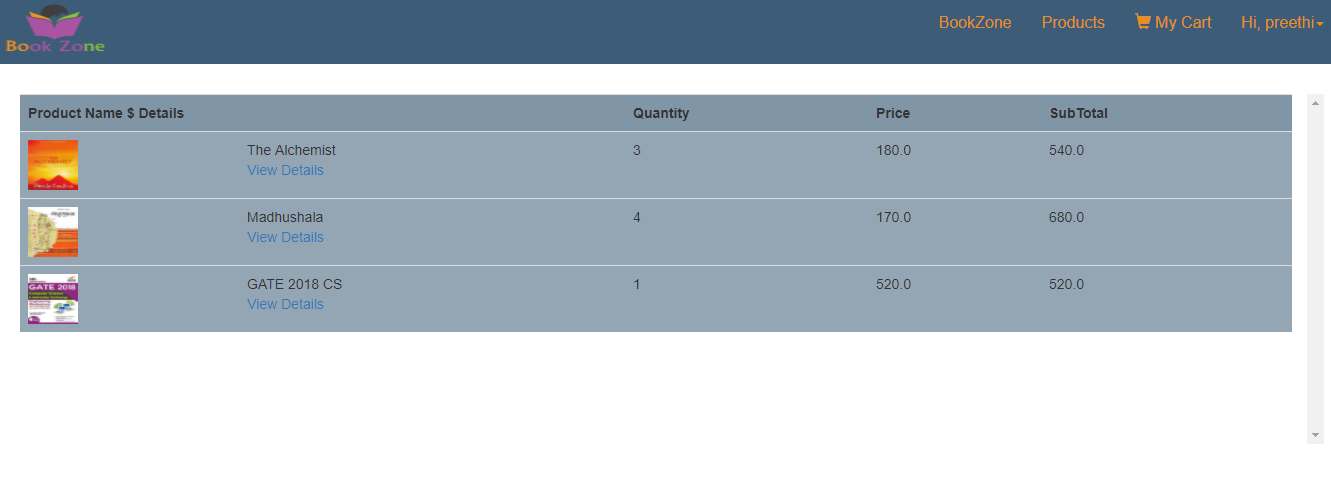 Book Zone
BookZone Products My Cart Hi, preethi
Product Name $ Details Quantity Price SubTotal
The Alchemist 3 180.0 540.0
View Details
Madhushala 4 170.0 680.0
View Details
GATE 2018
GATE 2018 CS 1 520.0 520.0
View Details